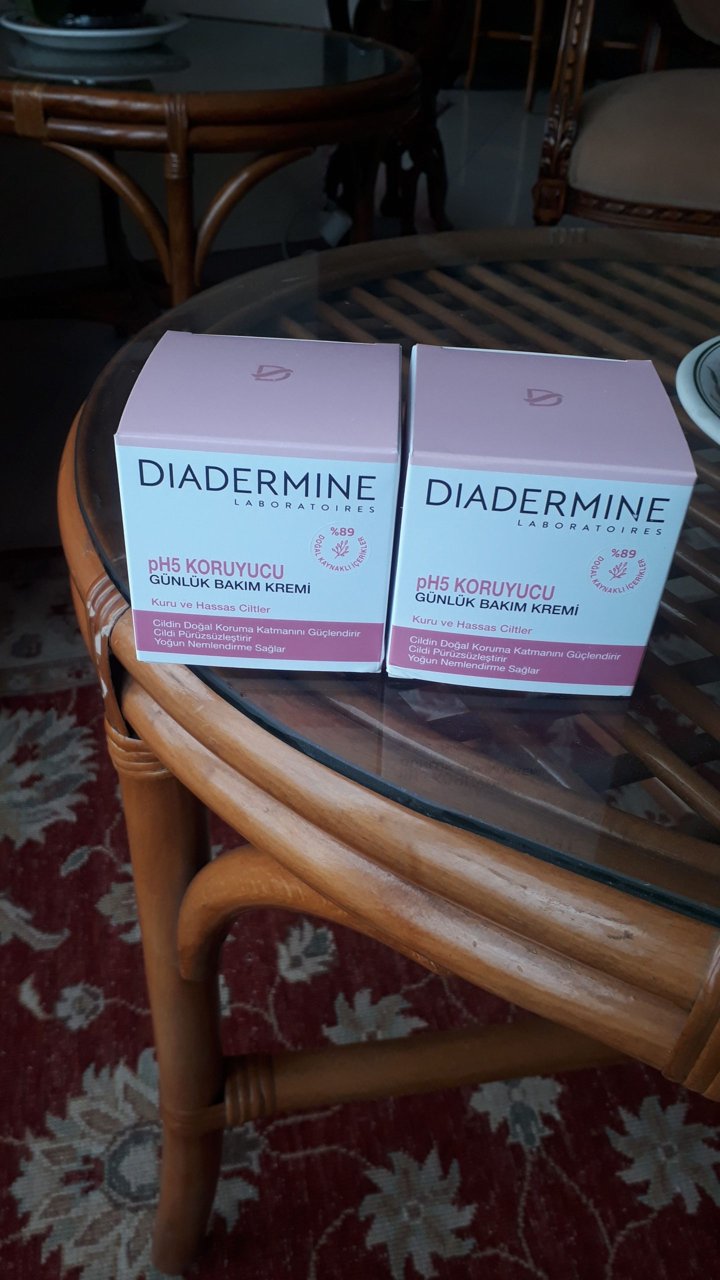 DIADERMINE
LABORATOIRES
%89
DOĞAL KAYNAKLI İÇERİKLER
pH5 KORUYUCU
GÜNLÜK BAKIM KREMİ
Kuru ve Hassas Ciltler
Cildin Doğal Koruma Katmanını Güçlendirir
Cildi Pürüzsüzleştirir
Yoğun Nemlendirme Sağlar
DIADERMINE
LABORATOIRES
%89
DOĞAL KAYNAKLI İÇERİKLER
pH5 KORUYUCU
GÜNLÜK BAKIM KREMİ
Kuru ve Hassas Ciltler
Cildin Doğal Koruma Katmanını Güçlendirir
Cildi Pürüzsüzleştirir
Yoğun Nemlendirme Sağlar